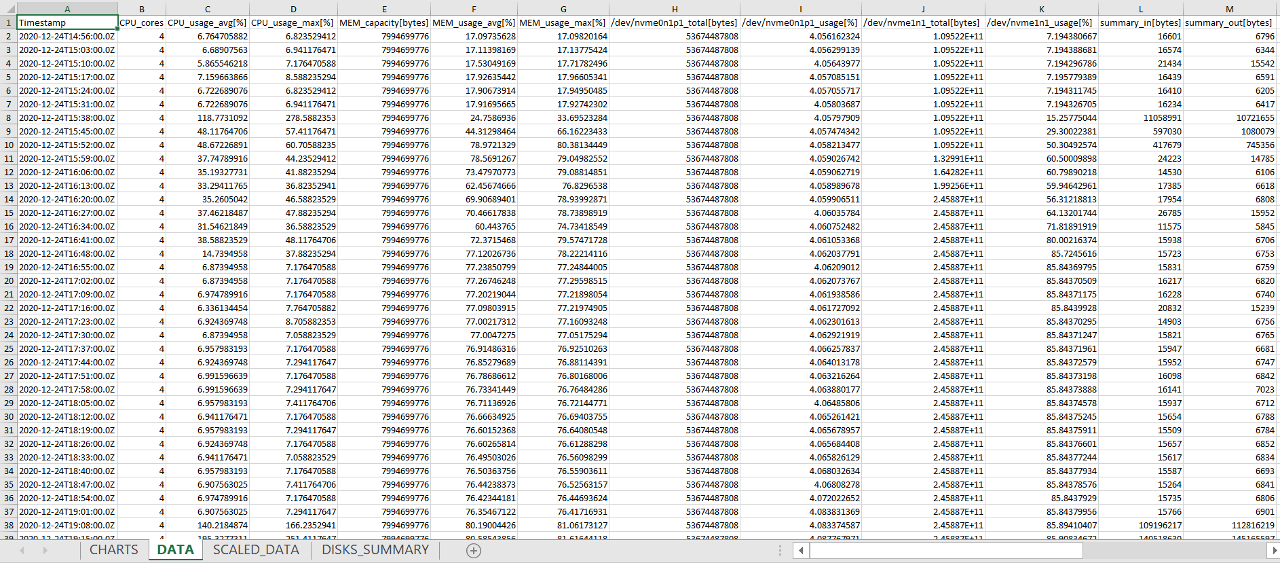 A B C D E F G H I J K L M
1 Timestamp CPU_cores CPU_usage_avg[%] CPU_usage_max[%] MEM_capacity[bytes] MEM_usage_avg[%] MEM_usage_max[%] /dev/nvme0n1p1_total[bytes] /dev/nvme0n1p1_usage[%] /dev/nvme1n1_total[bytes] /dev/nvme1n1_usage[%] summary_in[bytes] summary_out[bytes]
2 2020-12-24T14:56:00.0Z 4 6.764705882 6.823529412 7994699776 17.09735628 17.09820164 53674487808 4.056162324 1.09522E+11 7.194380667 16601 6796
3 2020-12-24T15:03:00.0Z 4 6.68907563 6.941176471 7994699776 17.11398169 17.13775424 53674487808 4.056299139 1.09522E+11 7.194388681 16574 6344
4 2020-12-24T15:10:00.0Z 4 5.865546218 7.176470588 7994699776 17.53049169 17.71782496 53674487808 4.05643977 1.09522E+11 7.194296786 21434 15542
5 2020-12-24T15:17:00.0Z 4 7.159663866 8.588235294 7994699776 17.92635442 17.96605341 53674487808 4.057085151 1.09522E+11 7.195779389 16439 6591
6 2020-12-24T15:24:00.0Z 4 6.722689076 6.823529412 7994699776 17.90673914 17.94950485 53674487808 4.057055717 1.09522E+11 7.194311745 16410 6205
7 2020-12-24T15:31:00.0Z 4 6.722689076 6.941176471 7994699776 17.91695665 17.92742302 53674487808 4.05803687 1.09522E+11 7.194326705 16234 6417
8 2020-12-24T15:38:00.0Z 4 118.7731092 278.5882353 7994699776 24.7586936 33.69523284 53674487808 4.05797909 1.09522E+11 15.25775044 11058991 10721655
9 2020-12-24T15:45:00.0Z 4 48.11764706 57.41176471 7994699776 44.31298464 66.16223433 53674487808 4.057474342 1.09522E+11 29.30022381 597030 1080079
10 2020-12-24T15:52:00.0Z 4 48.67226891 60.70588235 7994699776 78.9721329 80.38134449 53674487808 4.058213477 1.09522E+11 50.30492574 417679 745356
11 2020-12-24T15:59:00.0Z 4 37.74789916 44.23529412 7994699776 78.5691267 79.04982552 53674487808 4.059026742 1.32991E+11 60.50009898 24223 14785
12 2020-12-24T16:06:00.0Z 4 35.19327731 41.88235294 7994699776 73.47970773 79.08814851 53674487808 4.059062719 1.64282E+11 60.79890218 14530 6106
13 2020-12-24T16:13:00.0Z 4 33.29411765 36.82352941 7994699776 62.45674666 76.8296538 53674487808 4.058989678 1.99256E+11 59.94642961 17385 6618
14 2020-12-24T16:20:00.0Z 4 35.2605042 46.58823529 7994699776 69.90689401 78.93992871 53674487808 4.059906511 2.45887E+11 56.31218813 17954 6808
15 2020-12-24T16:27:00.0Z 4 37.46218487 47.88235294 7994699776 70.46617838 78.73898919 53674487808 4.06035784 2.45887E+11 64.13201744 26785 15952
16 2020-12-24T16:34:00.0Z 4 31.54621849 36.58823529 7994699776 60.443765 74.73418549 53674487808 4.060752482 2.45887E+11 71.81891919 11575 5845
17 2020-12-24T16:41:00.0Z 4 38.58823529 48.11764706 7994699776 72.3715468 79.57471728 53674487808 4.061053368 2.45887E+11 80.00216374 15938 6706
18 2020-12-24T16:48:00.0Z 4 14.7394958 37.88235294 7994699776 77.12026736 78.22214116 53674487808 4.062037791 2.45887E+11 85.7245616 15723 6753
19 2020-12-24T16:55:00.0Z 4 6.87394958 7.176470588 7994699776 77.23850799 77.24844005 53674487808 4.06209012 2.45887E+11 85.84369795 15831 6759
20 2020-12-24T17:02:00.0Z 4 6.87394958 7.176470588 7994699776 77.26746248 77.29598515 53674487808 4.062073767 2.45887E+11 85.84370509 16217 6820
21 2020-12-24T17:09:00.0Z 4 6.974789916 7.176470588 7994699776 77.20219044 77.21898054 53674487808 4.061938586 2.45887E+11 85.84371175 16228 6740
22 2020-12-24T17:16:00.0Z 4 6.336134454 7.764705882 7994699776 77.09803915 77.21974905 53674487808 4.061727092 2.45887E+11 85.8439928 20832 15239
23 2020-12-24T17:23:00.0Z 4 6.924369748 8.705882353 7994699776 77.00217312 77.16093248 53674487808 4.062301613 2.45887E+11 85.84370295 14903 6756
24 2020-12-24T17:30:00.0Z 4 6.87394958 7.058823529 7994699776 77.0047275 77.05175294 53674487808 4.062921919 2.45887E+11 85.84371247 15821 6765
25 2020-12-24T17:37:00.0Z 4 6.957983193 7.176470588 7994699776 76.91486316 76.92510263 53674487808 4.066257837 2.45887E+11 85.84371961 15947 6681
26 2020-12-24T17:44:00.0Z 4 6.924369748 7.294117647 7994699776 76.85279689 76.88114391 53674487808 4.064013178 2.45887E+11 85.84372579 15952 6747
27 2020-12-24T17:51:00.0Z 4 6.991596639 7.176470588 7994699776 76.78686612 76.80168006 53674487808 4.063216264 2.45887E+11 85.84373198 16098 6842
28 2020-12-24T17:58:00.0Z 4 6.991596639 7.294117647 7994699776 76.73341449 76.76484286 53674487808 4.063880177 2.45887E+11 85.84373888 16141 7023
29 2020-12-24T18:05:00.0Z 4 6.957983193 7.411764706 7994699776 76.71136926 76.72144771 53674487808 4.06485806 2.45887E+11 85.84374578 15937 6712
30 2020-12-24T18:12:00.0Z 4 6.941176471 7.176470588 7994699776 76.66634925 76.69403755 53674487808 4.065261421 2.45887E+11 85.84375245 15654 6788
31 2020-12-24T18:19:00.0Z 4 6.957983193 7.294117647 7994699776 76.60152368 76.64080548 53674487808 4.065678957 2.45887E+11 85.84375911 15509 6784
32 2020-12-24T18:26:00.0Z 4 6.924369748 7.176470588 7994699776 76.60265814 76.61288298 53674487808 4.065684408 2.45887E+11 85.84376601 15657 6852
33 2020-12-24T18:33:00.0Z 4 6.941176471 7.058823529 7994699776 76.49503026 76.56098299 53674487808 4.065826129 2.45887E+11 85.84377244 15617 6834
34 2020-12-24T18:40:00.0Z 4 6.957983193 7.176470588 7994699776 76.50363756 76.55903611 53674487808 4.068032634 2.45887E+11 85.84377934 15587 6693
35 2020-12-24T18:47:00.0Z 4 6.907563025 7.411764706 7994699776 76.44238373 76.52563157 53674487808 4.06808278 2.45887E+11 85.84378576 15264 6841
36 2020-12-24T18:54:00.0Z 4 6.974789916 7.176470588 7994699776 76.42344181 76.44693624 53674487808 4.072022652 2.45887E+11 85.8437929 15735 6806
37 2020-12-24T19:01:00.0Z 4 6.907563025 7.294117647 7994699776 76.35467122 76.41716931 53674487808 4.083831369 2.45887E+11 85.84379956 15766 6901
38 2020-12-24T19:08:00.0Z 4 140.2184874 166.2352941 7994699776 80.19004426 81.06173127 53674487808 4.083374587 2.45887E+11 85.89410407 109196217 112816219
CHARTS DATA SCALED_DATA DISKS_SUMMARY